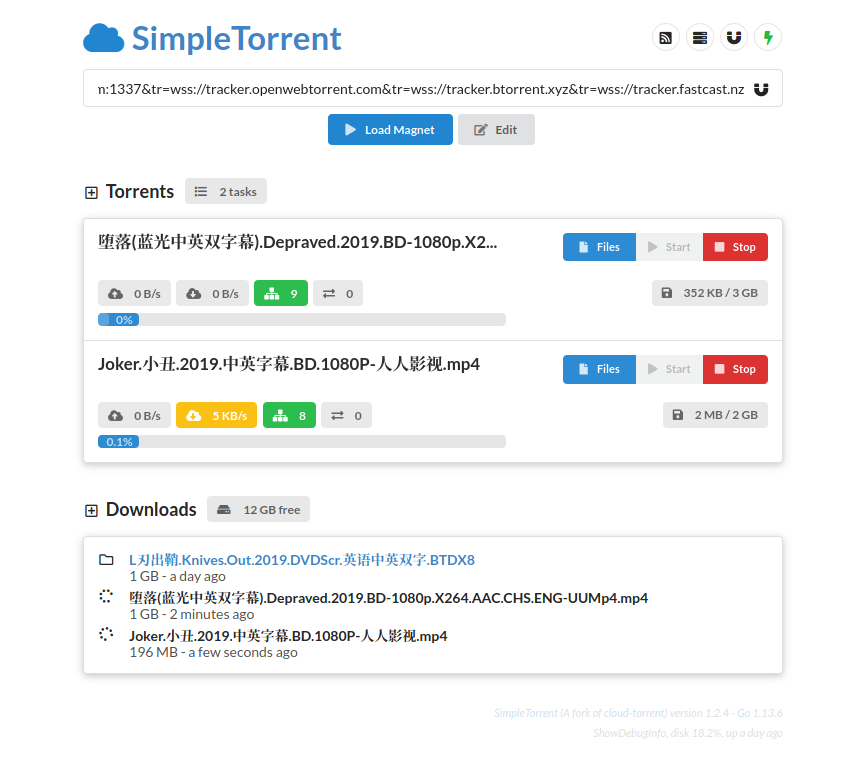 SimpleTorrent
n:1337&tr=wss://tracker.openwebtorrent.com&tr=wss://tracker.btorrent.xyz&tr=wss://tracker.fastcast.nz
Load Magnet Edit
Torrents 2 tasks
堕落(蓝光中英双字幕).Depraved.2019.BD-1080p.X2... Files Start Stop
0 B/s 0 B/s 9 0 352 KB / 3 GB
0%
Joker.小丑.2019.中英字幕.BD.1080P-人人影视.mp4 Files Start Stop
0 B/s 5 KB/s 8 0 2 MB / 2 GB
0.1%
Downloads 12 GB free
L刃出鞘.Knives.Out.2019.DVDScr.英语中英双字.BTDX8
1 GB - a day ago
堕落(蓝光中英双字幕).Depraved.2019.BD-1080p.X264.AAC.CHS.ENG-UUMp4.mp4
1 GB - 2 minutes ago
Joker.小丑.2019.中英字幕.BD.1080P-人人影视.mp4
196 MB - a few seconds ago
SimpleTorrent (A fork of cloud-torrent) version 1.2.4 - Go 1.13.6
ShowDebugInfo, disk 18.2%, up a day ago